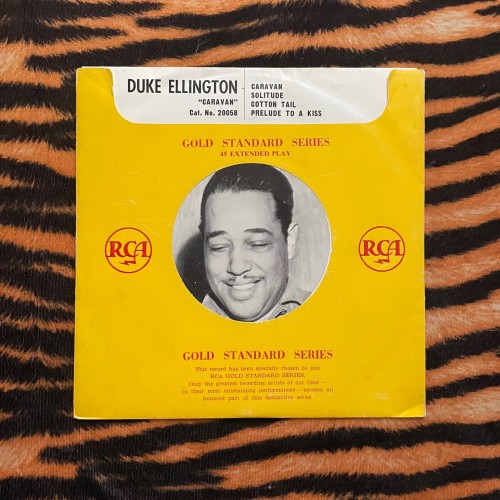 DUKE ELLINGTON
"CARAVAN"
Cat. No. 20058
CARAVAN
SOLITUDE
COTTON TAIL
PRELUDE TO A KISS
GOLD STANDARD SERIES
45 EXTENDED PLAY
RCA
RCA
GOLD STANDARD SERIES
This record has been specially chosen to join
RCA GOLD STANDARD SERIES.
Only the greatest recording artists of our time—
in their most outstanding performances—become an
honored part of this distinctive series.